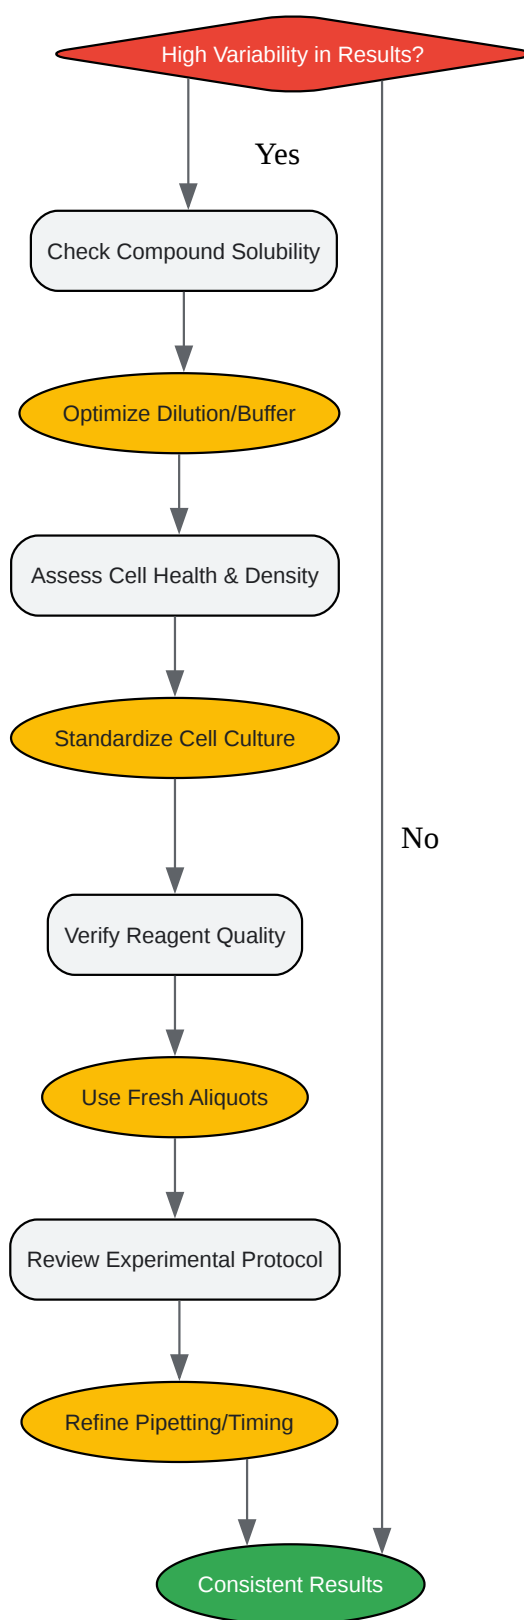 High Variability in Results?
Yes
Check Compound Solubility
Optimize Dilution/Buffer
Assess Cell Health & Density
Standardize Cell Culture
No
Verify Reagent Quality
Use Fresh Aliquots
Review Experimental Protocol
Refine Pipetting/Timing
Consistent Results